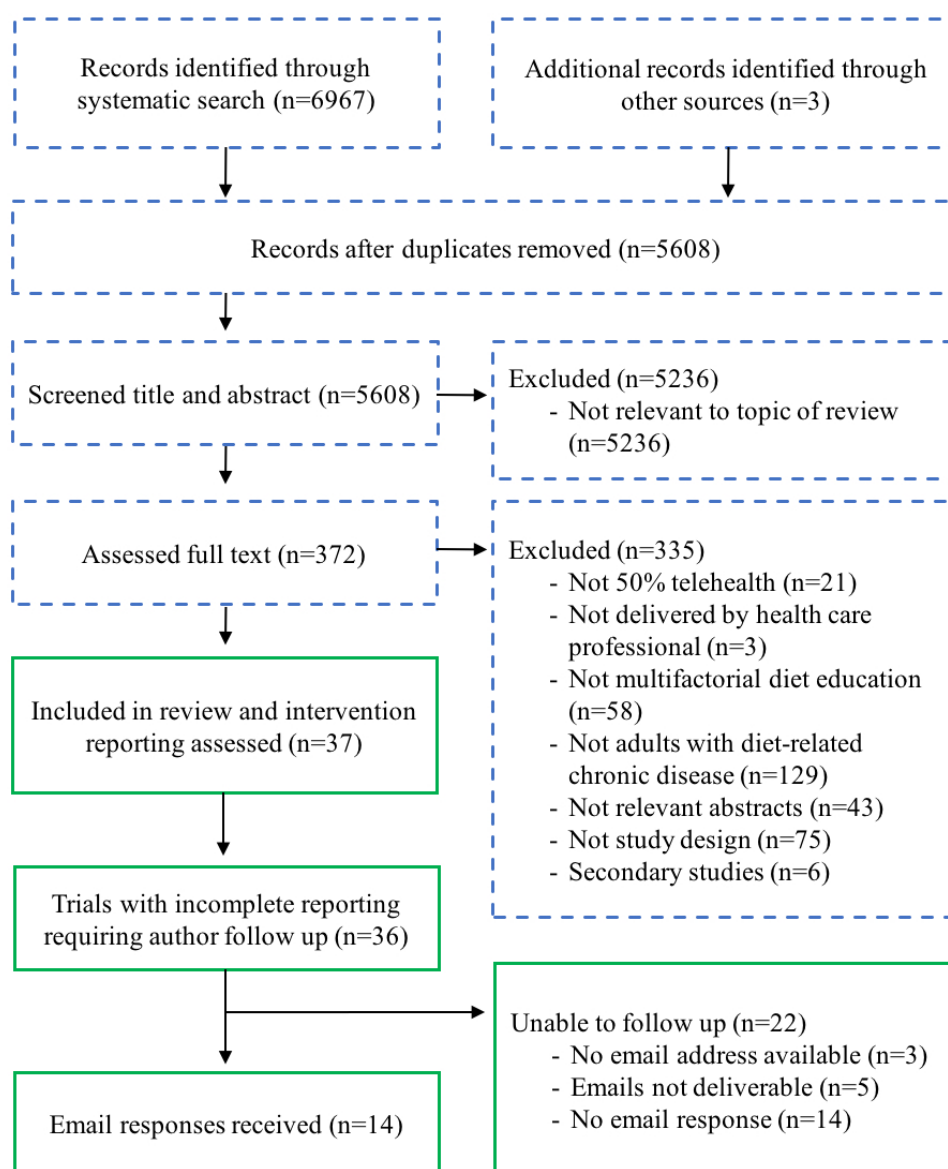 Records identified through
systematic search (n=6967)
Additional records identified through
other sources (n=3)
Records after duplicates removed (n=5608)
Screened title and abstract (n=5608)
Excluded (n=5236)
- Not relevant to topic of review
(n=5236)
Assessed full text (n=372)
Excluded (n=335)
- Not 50% telehealth (n=21)
- Not delivered by health care
professional (n=3)
- Not multifactorial diet education
(n=58)
- Not adults with diet-related
chronic disease (n=129)
- Not relevant abstracts (n=43)
- Not study design (n=75)
- Secondary studies (n=6)
Included in review and intervention
reporting assessed (n=37)
Trials with incomplete reporting
requiring author follow up (n=36)
Unable to follow up (n=22)
- No email address available (n=3)
- Emails not deliverable (n=5)
- No email response (n=14)
Email responses received (n=14)